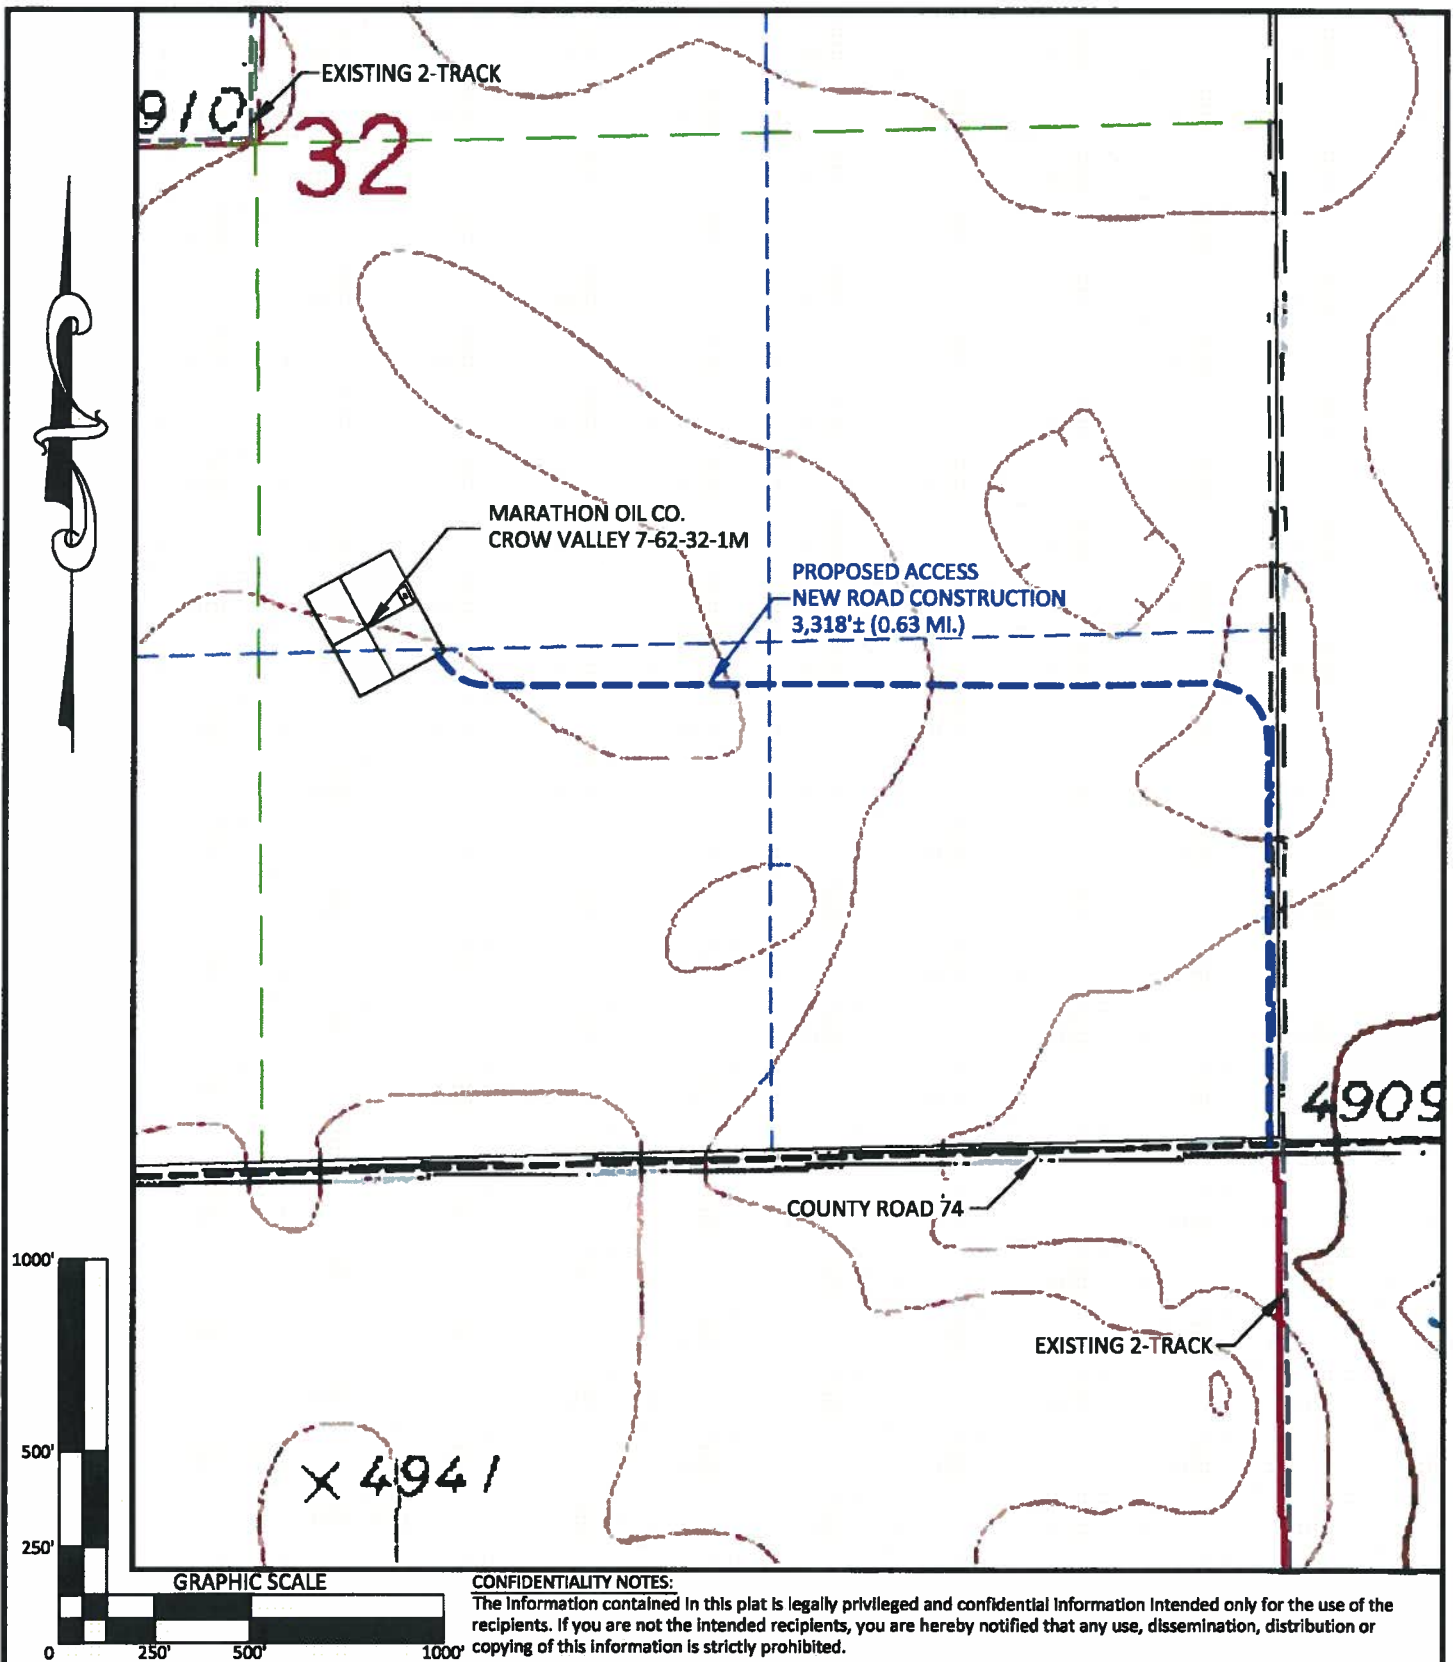 EXISTING 2-TRACK
910
32
MARATHON OIL CO.
CROW VALLEY 7-62-32-1M
PROPOSED ACCESS
NEW ROAD CONSTRUCTION
3,318'± (0.63 MI.)
4909
COUNTY ROAD 74
EXISTING 2-TRACK
4941
1000'
500'
250'
GRAPHIC SCALE
0 250' 500' 1000'
CONFIDENTIALITY NOTES:
The information contained in this plat is legally privileged and confidential information intended only for the use of the
recipients. If you are not the intended recipients, you are hereby notified that any use, dissemination, distribution or
copying of this information is strictly prohibited.